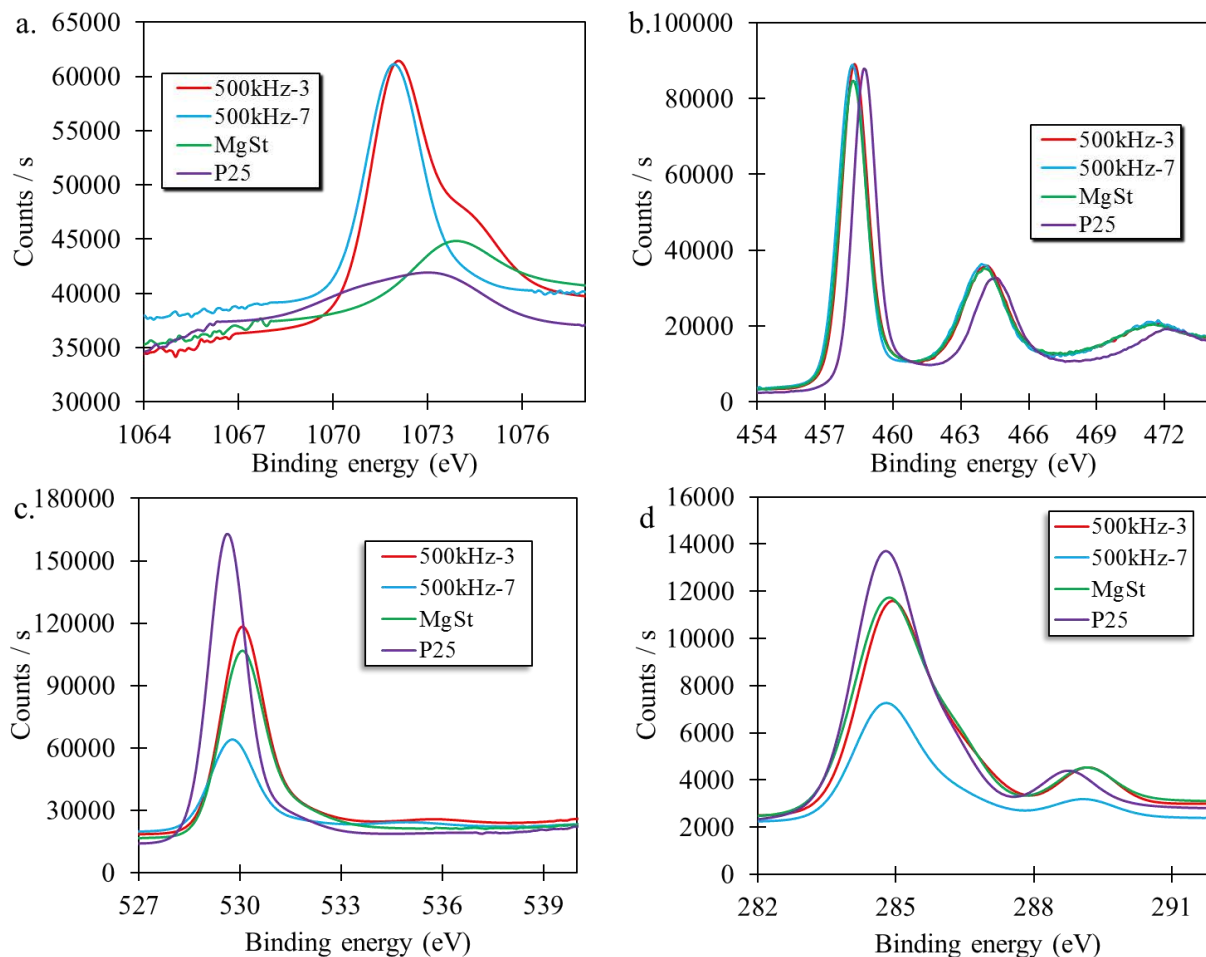 a.
65000
60000
55000
50000
45000
40000
35000
30000
Counts / s
500kHz-3
500kHz-7
MgSt
P25
1064 1067 1070 1073 1076
Binding energy (eV)
b.
100000
80000
60000
40000
20000
0
Counts / s
500kHz-3
500kHz-7
MgSt
P25
454 457 460 463 466 469 472
Binding energy (eV)
c.
180000
150000
120000
90000
60000
30000
0
Counts / s
500kHz-3
500kHz-7
MgSt
P25
527 530 533 536 539
Binding energy (eV)
d
16000
14000
12000
10000
8000
6000
4000
2000
0
Counts / s
500kHz-3
500kHz-7
MgSt
P25
282 285 288 291
Binding energy (eV)